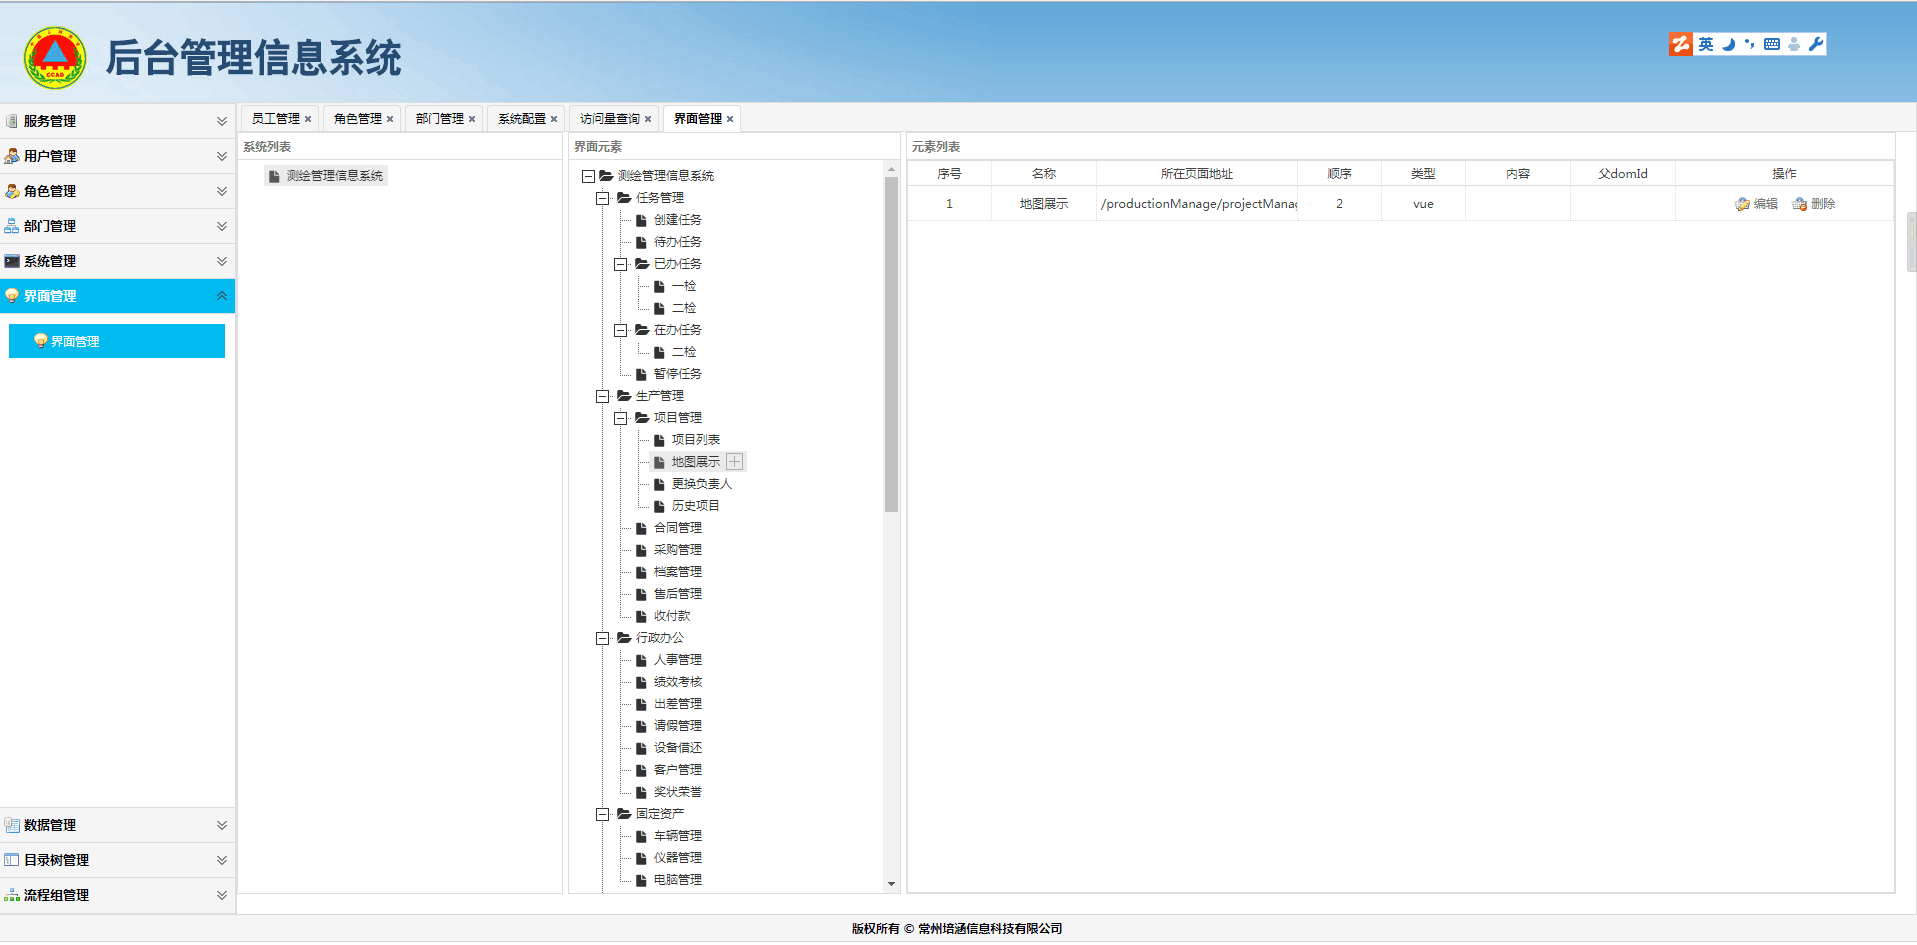 后台管理信息系统
英
服务管理
用户管理
角色管理
部门管理
系统管理
界面管理
界面管理
数据管理
目录树管理
流程组管理
员工管理 × 角色管理 × 部门管理 × 系统配置 × 访问量查询 × 界面管理 ×
系统列表
测绘管理信息系统
界面元素
测绘管理信息系统
任务管理
创建任务
待办任务
已办任务
一检
二检
在办任务
二检
暂停任务
生产管理
项目管理
项目列表
地图展示
更换负责人
历史项目
合同管理
采购管理
档案管理
售后管理
收付款
行政办公
人事管理
绩效考核
出差管理
请假管理
设备借还
客户管理
奖状荣誉
固定资产
车辆管理
仪器管理
电脑管理
元素列表
序号 名称 所在页面地址 顺序 类型 内容 父domId 操作
1 地图展示 /productionManage/projectManag 2 vue 编辑 删除
版权所有 © 常州培涵信息科技有限公司